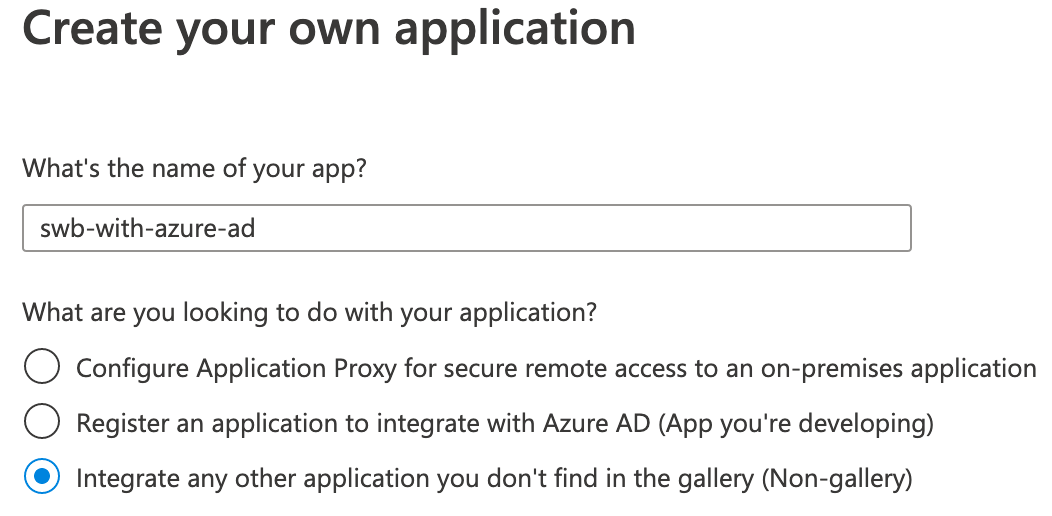 Create your own application
What's the name of your app?
swb-with-azure-ad
What are you looking to do with your application?
Configure Application Proxy for secure remote access to an on-premises application
Register an application to integrate with Azure AD (App you're developing)
Integrate any other application you don't find in the gallery (Non-gallery)